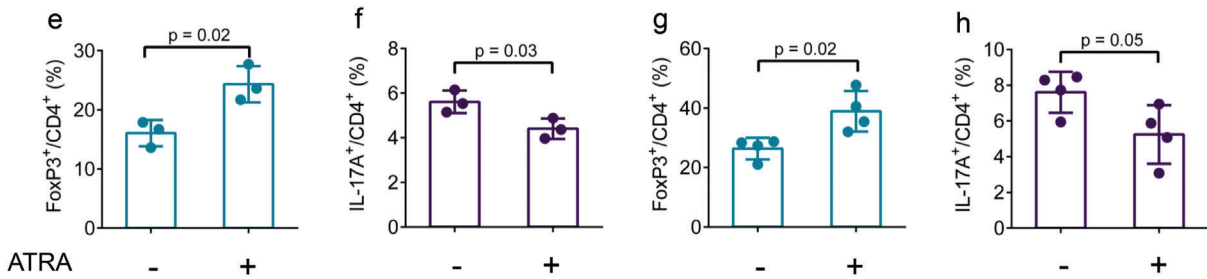 e
p = 0.02
FoxP3⁺/CD4⁺ (%)
30
20
10
0
f
p = 0.03
IL-17A⁺/CD4⁺ (%)
8
6
4
2
0
g
p = 0.02
FoxP3⁺/CD4⁺ (%)
60
40
20
0
h
p = 0.05
IL-17A⁺/CD4⁺ (%)
10
8
6
4
2
0
ATRA - + - + - + - +